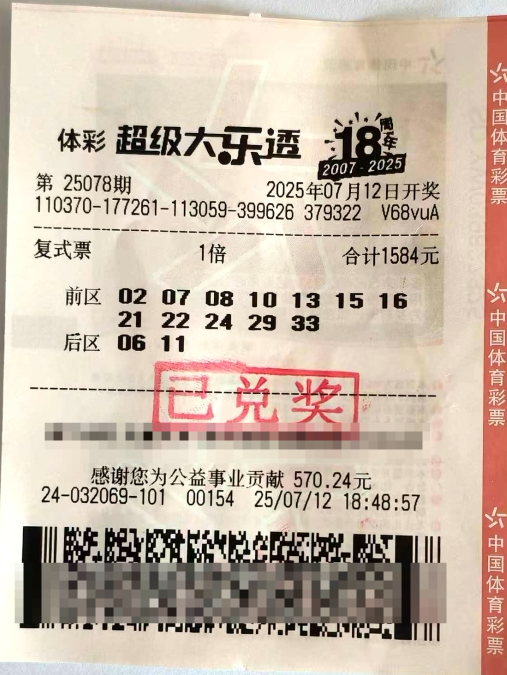 体彩 超级大乐透 18周年 2007-2025
第 25078期 2025年07月12日开奖
110370-177261-113059-399626 379322 V68vuA
复式票 1倍 合计1584元
前区 02 07 08 10 13 15 16
21 22 24 29 33
后区 06 11
已兑奖
感谢您为公益事业贡献 570.24元
24-032069-101 00154 25/07/12 18:48:57
中国体育彩票
中国体育彩票
中国体育彩票